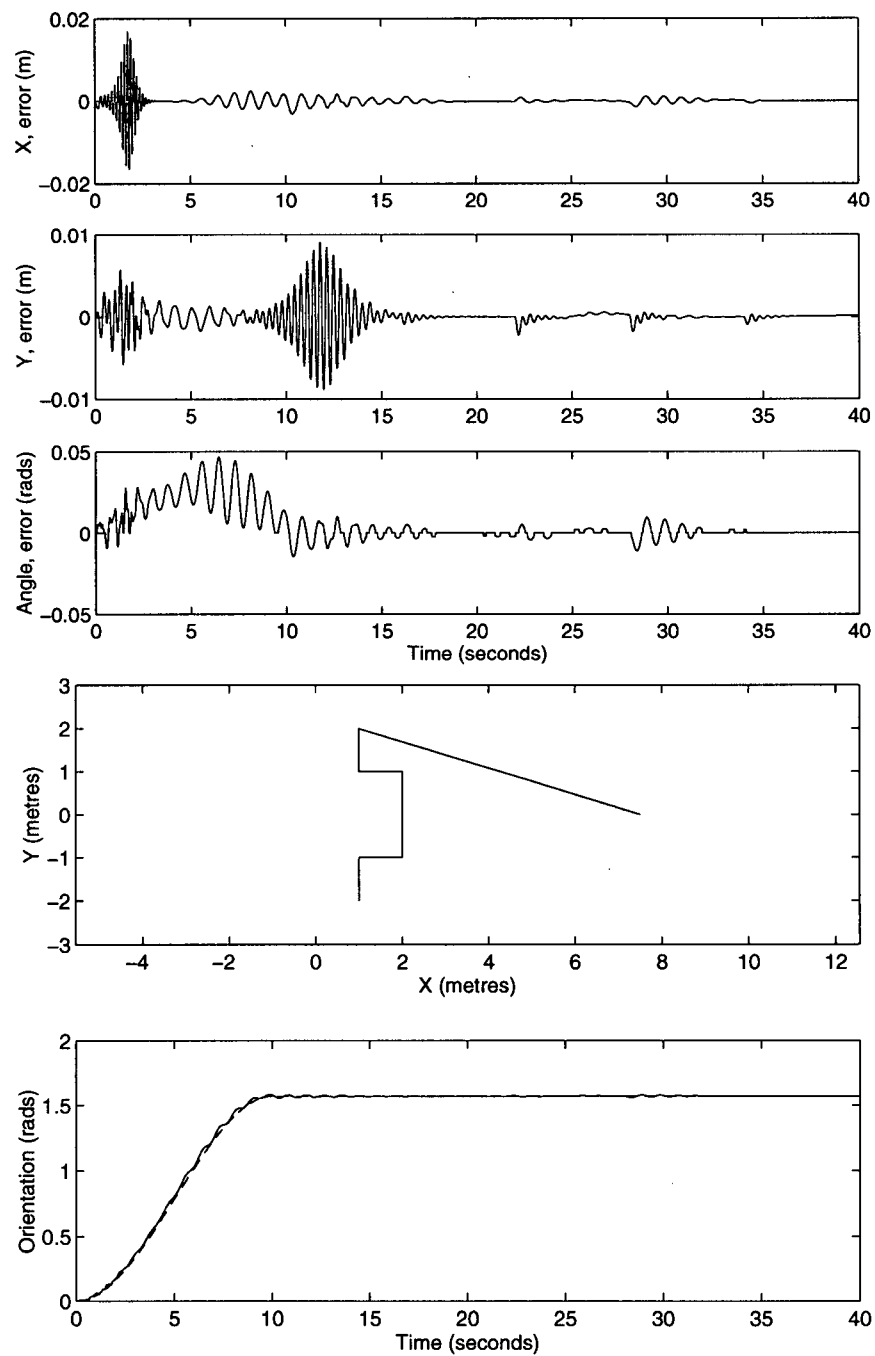 0.02
X, error (m)
0
−0.02
0 5 10 15 20 25 30 35 40
0.01
Y, error (m)
0
−0.01
0 5 10 15 20 25 30 35 40
0.05
Angle, error (rads)
0
−0.05
0 5 10 15 20 25 30 35 40
Time (seconds)
3
2
1
0
−1
−2
−3
Y (metres)
−4 −2 0 2 4 6 8 10 12
X (metres)
2
1.5
1
0.5
0
Orientation (rads)
0 5 10 15 20 25 30 35 40
Time (seconds)